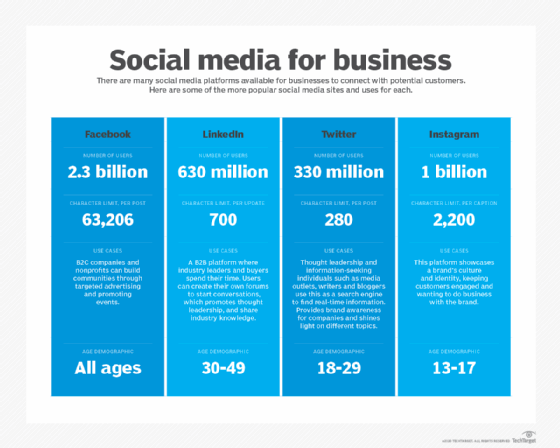 Social media for business
There are many social media platforms available for businesses to connect with potential customers.
Here are some of the more popular social media sites and uses for each.
Facebook
NUMBER OF USERS
2.3 billion
CHARACTER LIMIT, PER POST
63,206
USE CASES
B2C companies and
nonprofits can build
communities through
targeted advertising
and promoting
events.
AGE DEMOGRAPHIC
All ages
LinkedIn
NUMBER OF USERS
630 million
CHARACTER LIMIT, PER UPDATE
700
USE CASES
A B2B platform where
industry leaders and buyers
spend their time. Users
can create their own forums
to start conversations,
which promotes thought
leadership, and share
industry knowledge.
AGE DEMOGRAPHIC
30-49
Twitter
NUMBER OF USERS
330 million
CHARACTER LIMIT, PER POST
280
USE CASES
Thought leadership and
information-seeking
individuals such as media
outlets, writers and bloggers
use this as a search engine
to find real-time information.
Provides brand awareness
for companies and shines
light on different topics.
AGE DEMOGRAPHIC
18-29
Instagram
NUMBER OF USERS
1 billion
CHARACTER LIMIT, PER CAPTION
2,200
USE CASES
This platform showcases
a brand's culture
and identity, keeping
customers engaged and
wanting to do business
with the brand.
AGE DEMOGRAPHIC
13-17
TECHTARGET. ALL RIGHTS RESERVED TechTarget